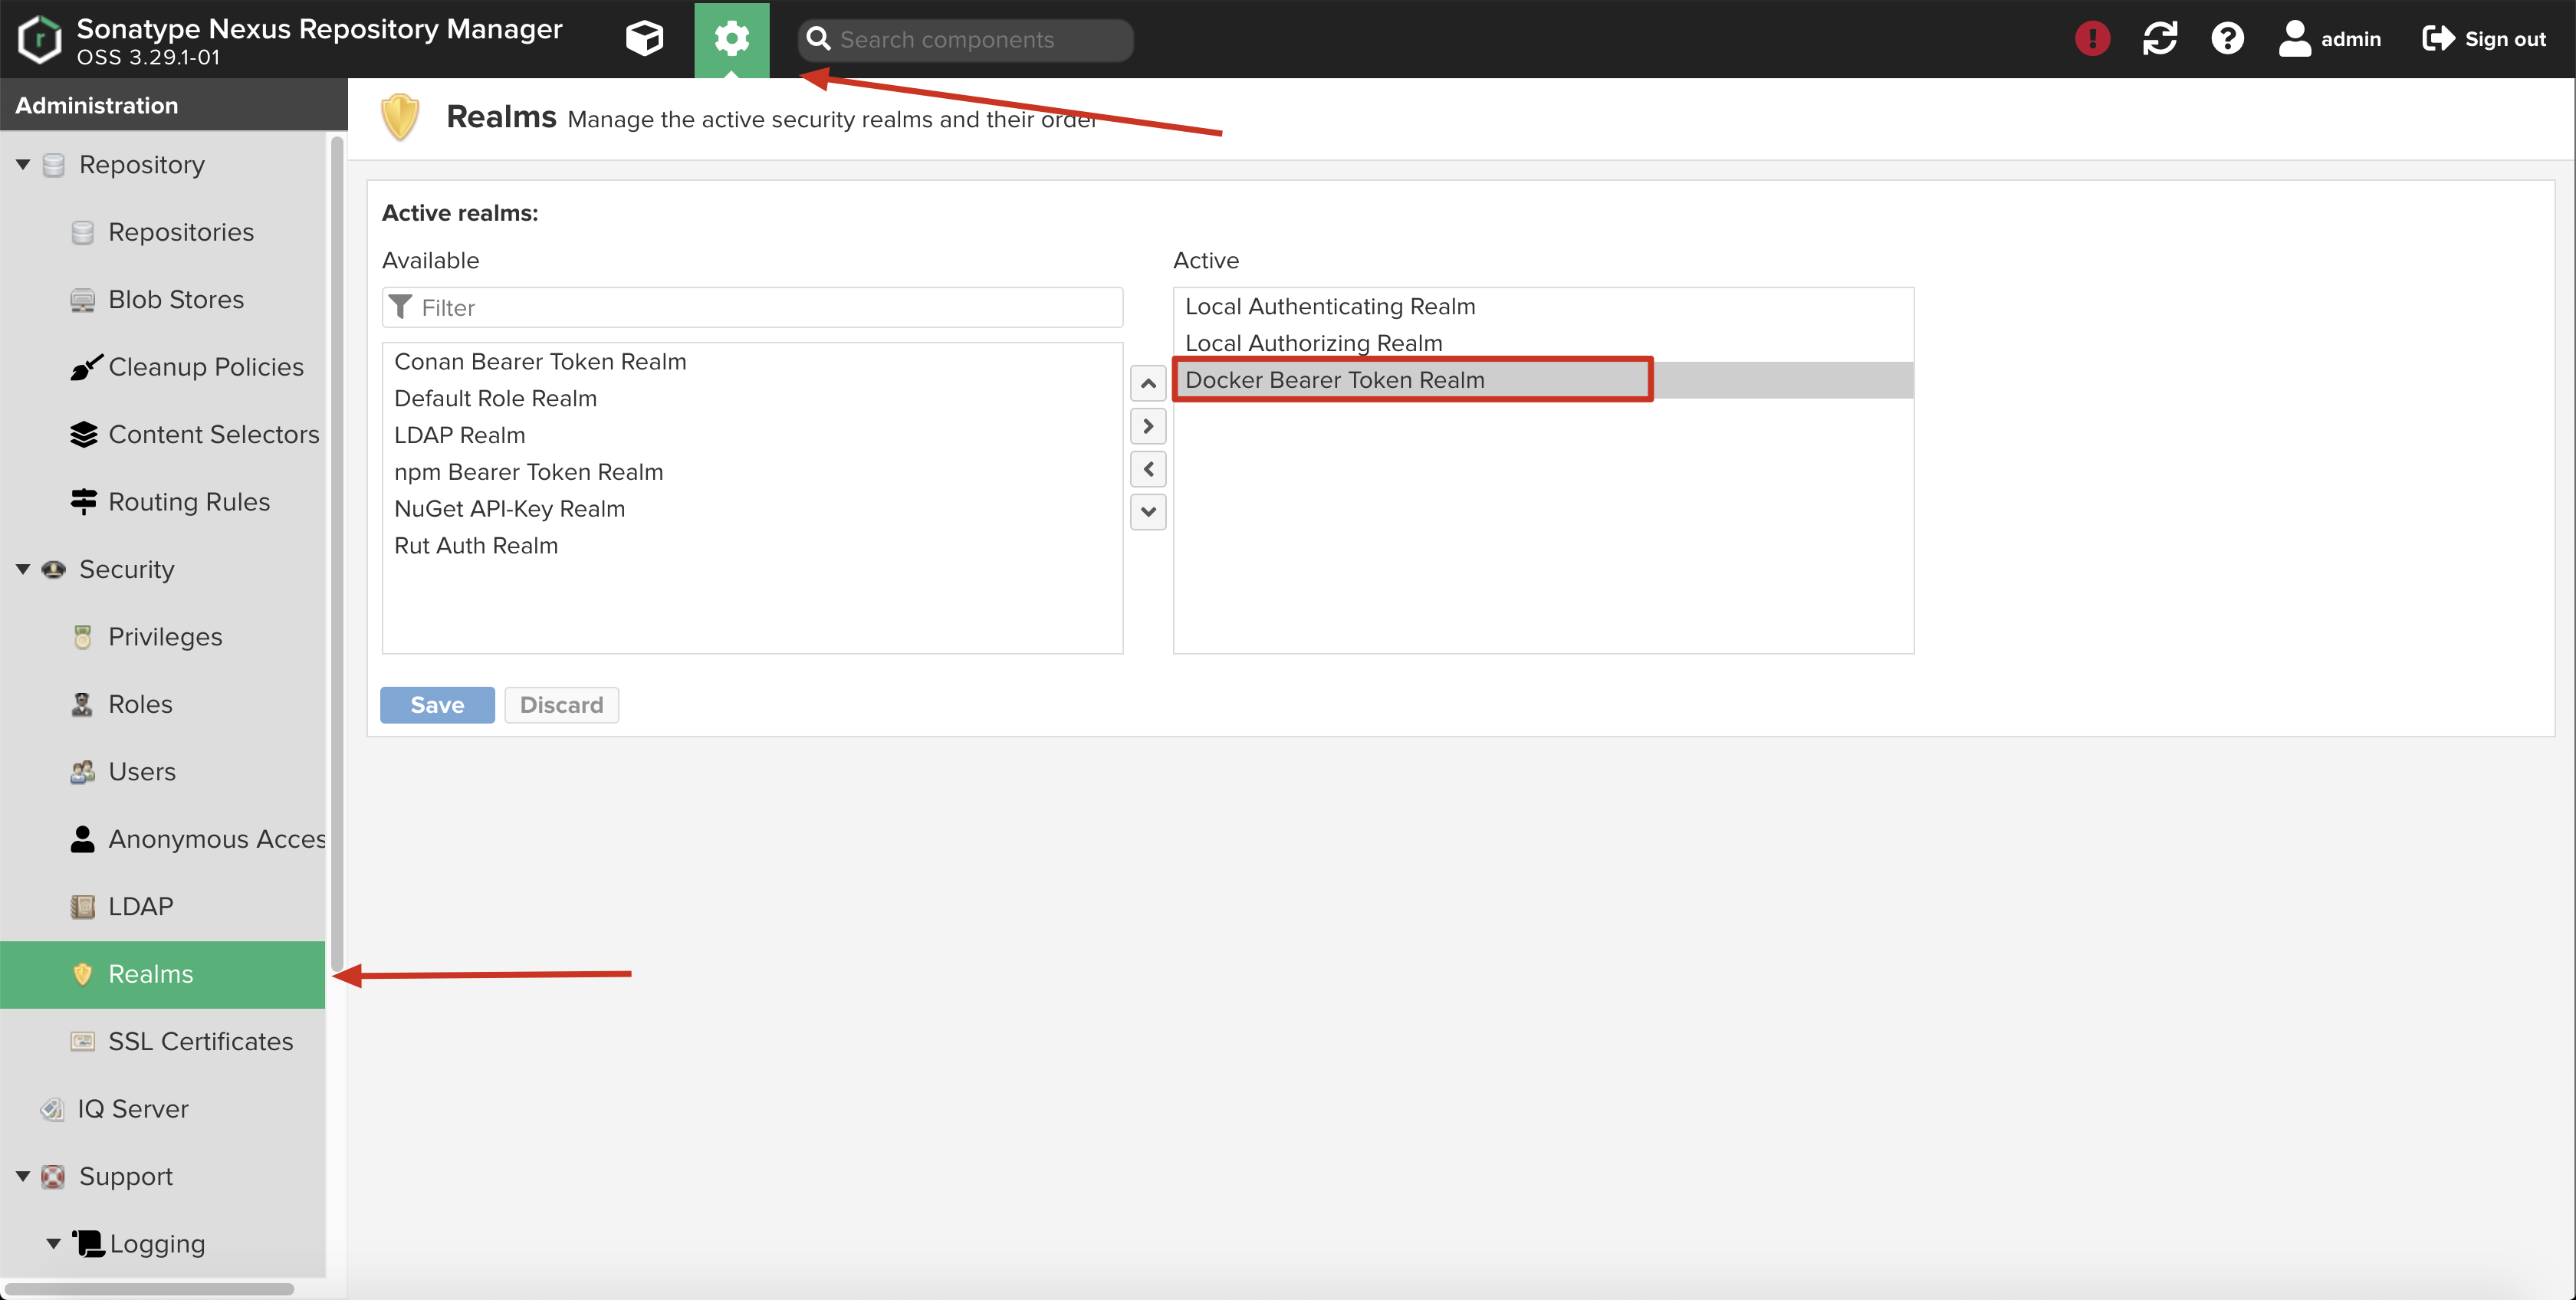 Sonatype Nexus Repository Manager
OSS 3.29.1-01
Search components
admin
Sign out
Administration
Repository
Repositories
Blob Stores
Cleanup Policies
Content Selectors
Routing Rules
Security
Privileges
Roles
Users
Anonymous Acces
LDAP
Realms
SSL Certificates
IQ Server
Support
Logging
Realms Manage the active security realms and their order
Active realms:
Available
Filter
Conan Bearer Token Realm
Default Role Realm
LDAP Realm
npm Bearer Token Realm
NuGet API-Key Realm
Rut Auth Realm
Active
Local Authenticating Realm
Local Authorizing Realm
Docker Bearer Token Realm
Save
Discard